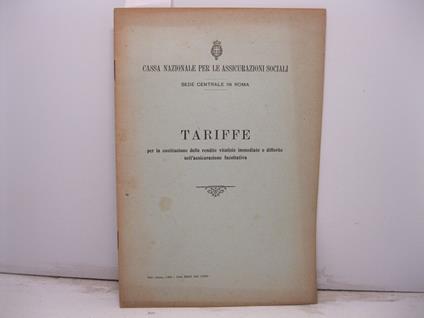 CASSA NAZIONALE PER LE ASSICURAZIONI SOCIALI
SEDE CENTRALE IN ROMA
TARIFFE
per la costituzione delle rendite vitalizie immediate o differite
nell'assicurazione facoltativa